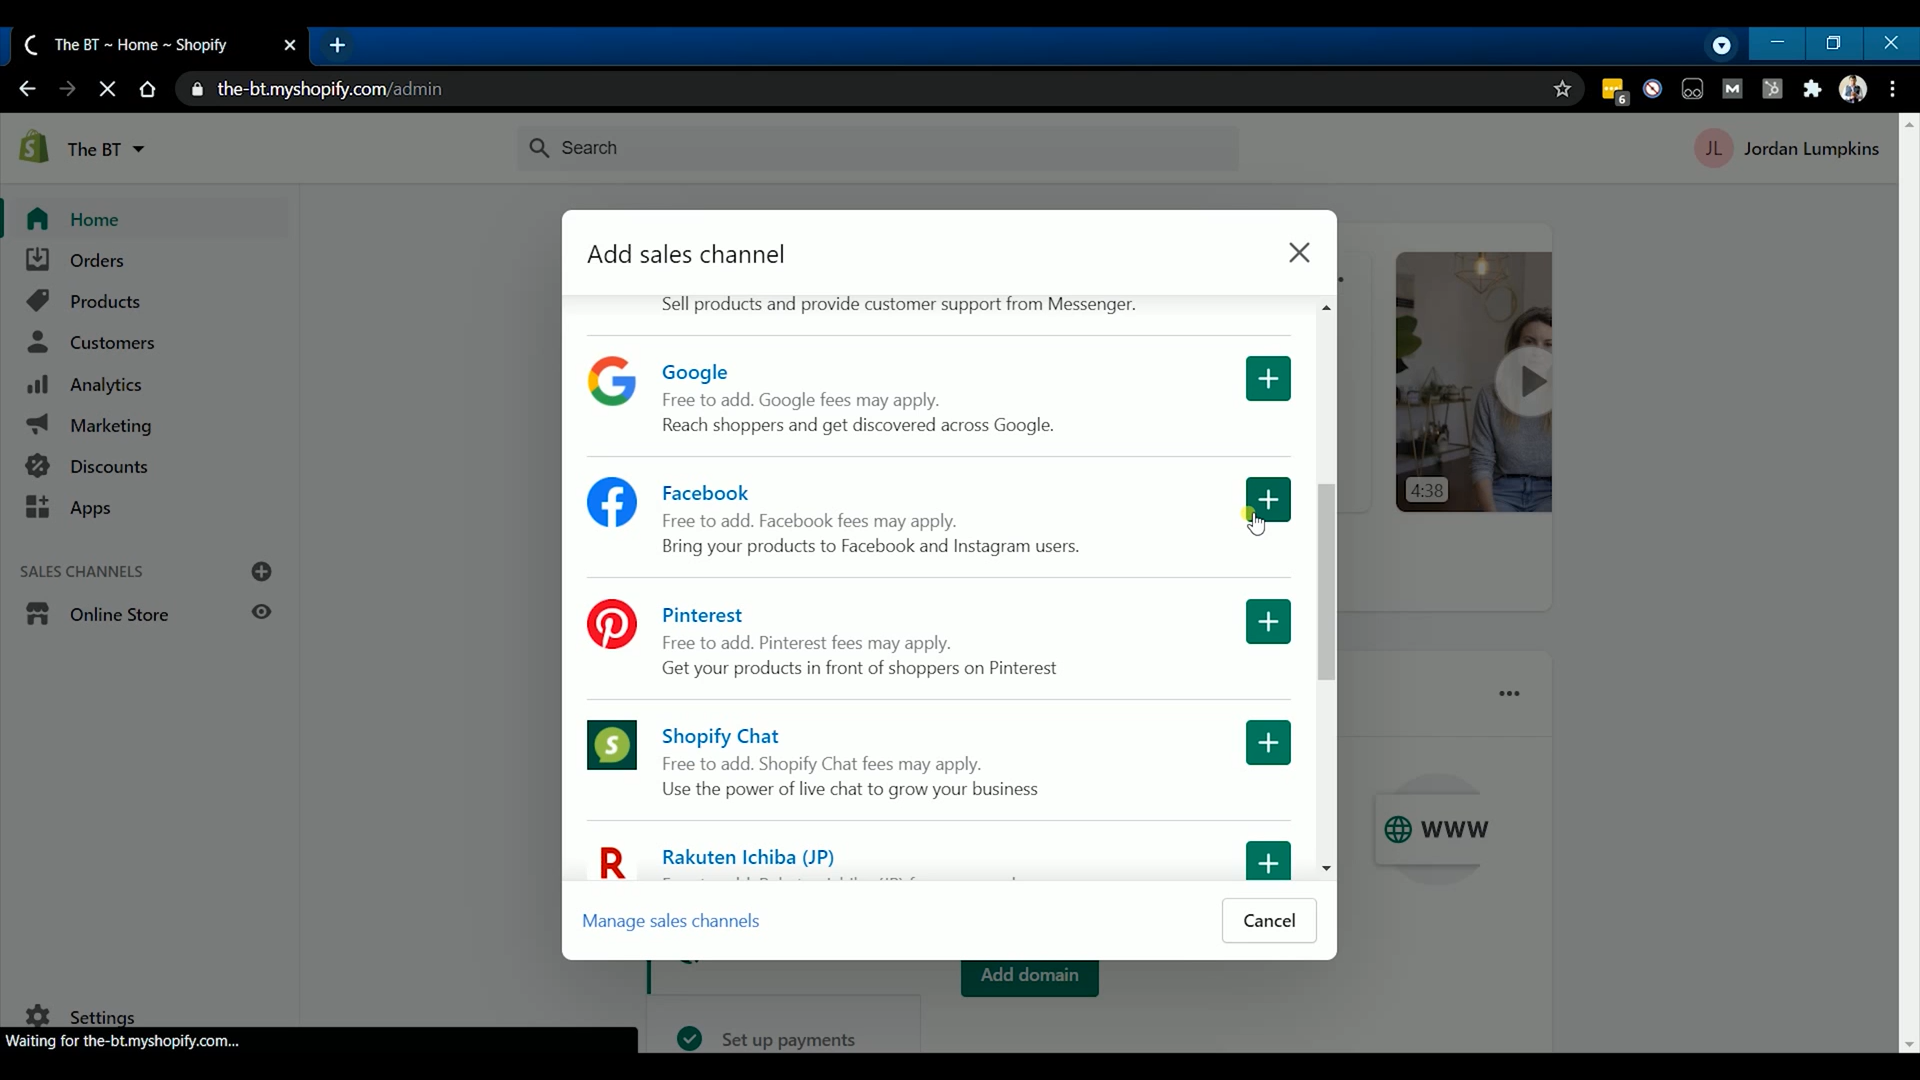 The BT ~ Home ~ Shopify
the-bt.myshopify.com/admin
6
The BT
Search
JL
Jordan Lumpkins
Home
Orders
Products
Customers
Analytics
Marketing
Discounts
Apps
SALES CHANNELS
Online Store
Settings
Waiting for the-bt.myshopify.com...
Add sales channel
Sell products and provide customer support from Messenger.
Google
Free to add. Google fees may apply.
Reach shoppers and get discovered across Google.
Facebook
Free to add. Facebook fees may apply.
Bring your products to Facebook and Instagram users.
Pinterest
Free to add. Pinterest fees may apply.
Get your products in front of shoppers on Pinterest
Shopify Chat
Free to add. Shopify Chat fees may apply.
Use the power of live chat to grow your business
R
Rakuten Ichiba (JP)
Manage sales channels
Cancel
4:38
WWW
Add domain
Set up payments